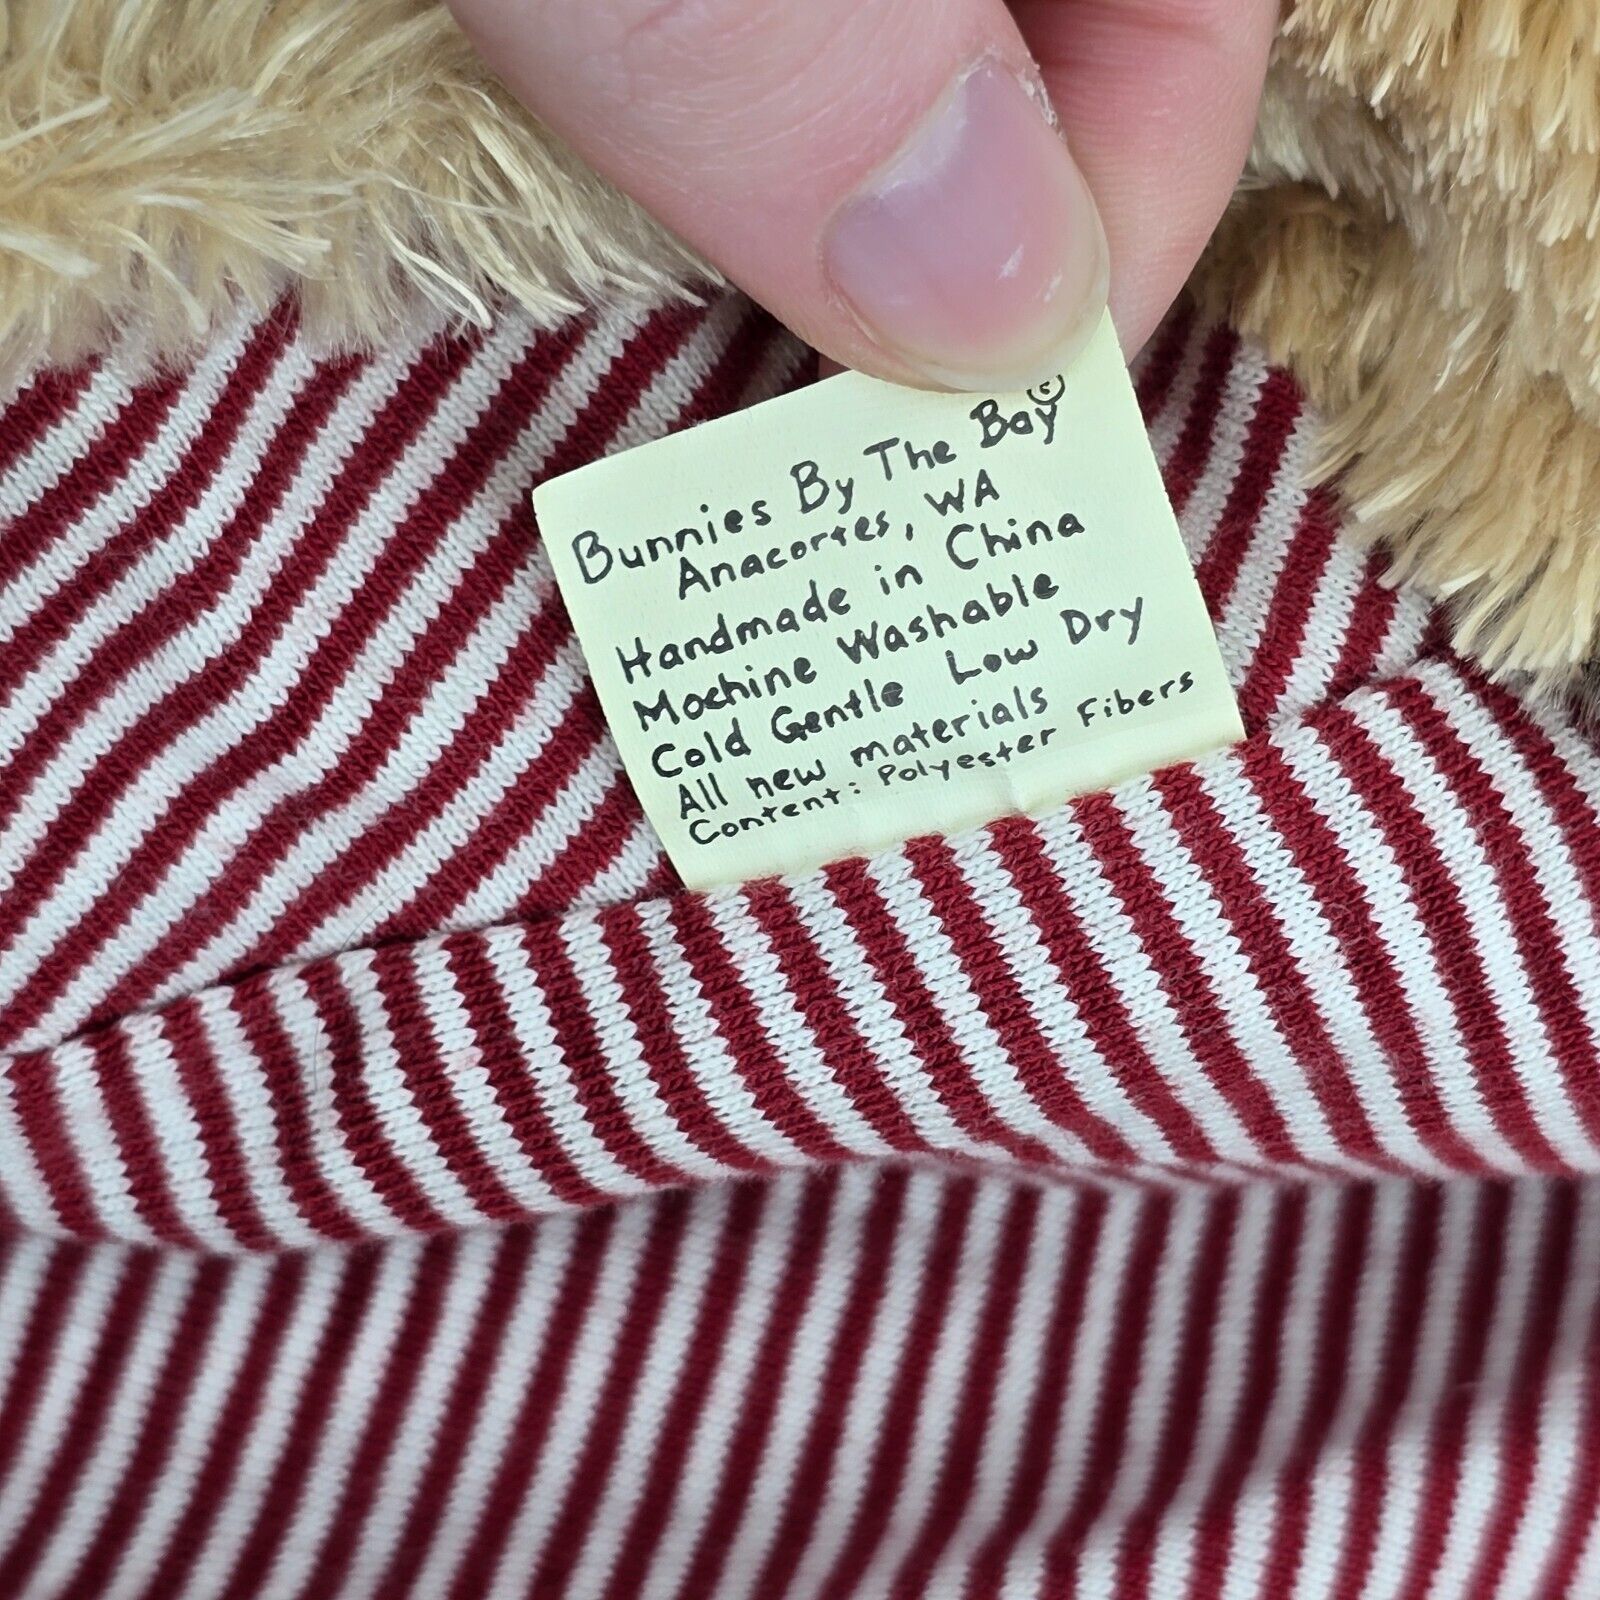 Bunnies By The Bay®
Anacortes, WA
Handmade in China
Machine Washable
Cold Gentle Low Dry
All new materials
Content: Polyester Fibers